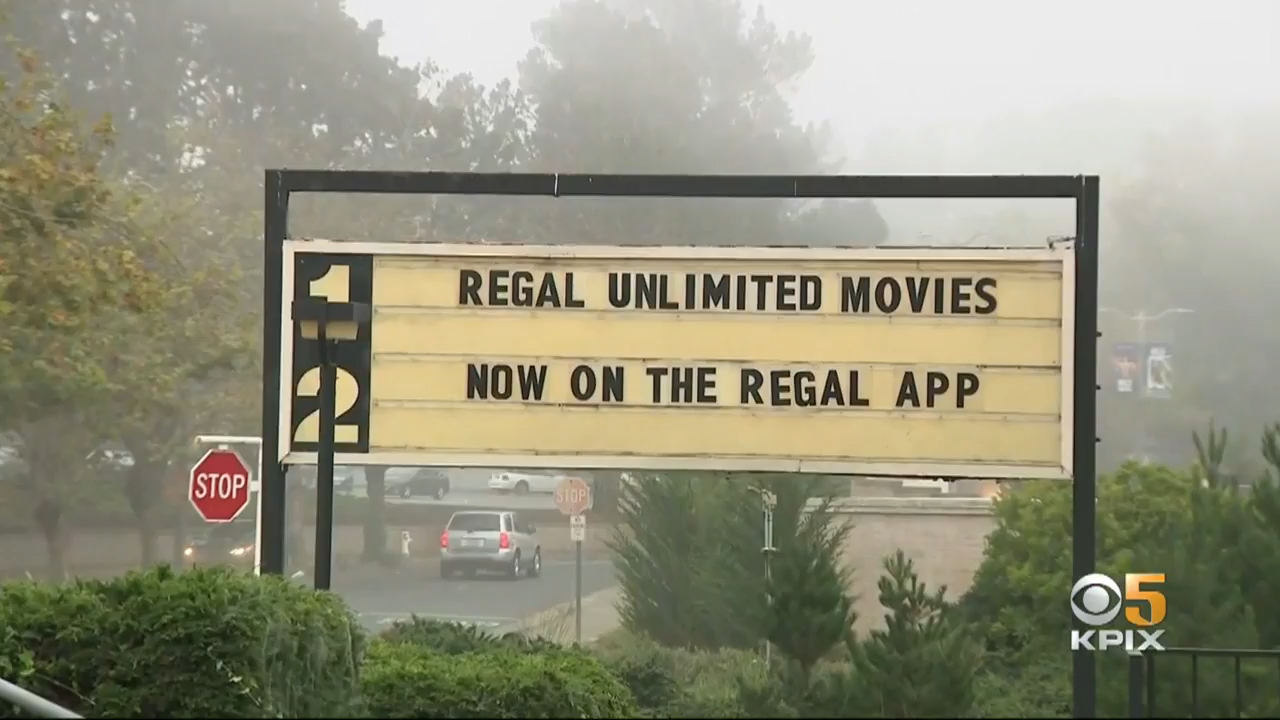 1 REGAL UNLIMITED MOVIES
2 NOW ON THE REGAL APP
STOP
STOP
5
KPIX